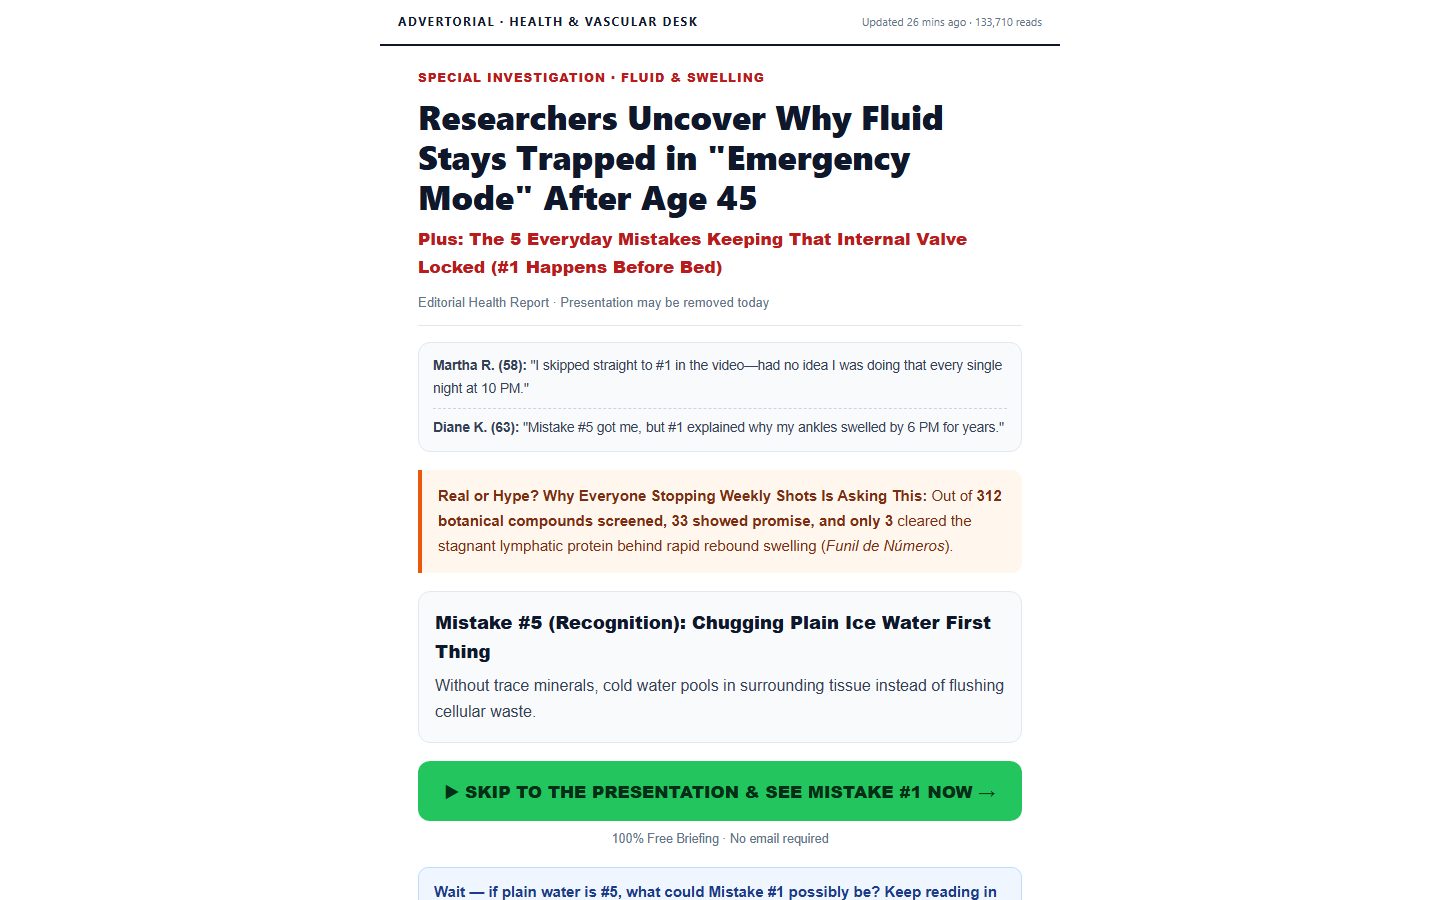 ADVERTORIAL · HEALTH & VASCULAR DESK
Updated 26 mins ago · 133,710 reads
SPECIAL INVESTIGATION · FLUID & SWELLING
Researchers Uncover Why Fluid
Stays Trapped in "Emergency
Mode" After Age 45
Plus: The 5 Everyday Mistakes Keeping That Internal Valve
Locked (#1 Happens Before Bed)
Editorial Health Report · Presentation may be removed today
Martha R. (58): "I skipped straight to #1 in the video—had no idea I was doing that every single
night at 10 PM."
Diane K. (63): "Mistake #5 got me, but #1 explained why my ankles swelled by 6 PM for years."
Real or Hype? Why Everyone Stopping Weekly Shots Is Asking This: Out of 312
botanical compounds screened, 33 showed promise, and only 3 cleared the
stagnant lymphatic protein behind rapid rebound swelling (Funil de Números).
Mistake #5 (Recognition): Chugging Plain Ice Water First
Thing
Without trace minerals, cold water pools in surrounding tissue instead of flushing
cellular waste.
▶ SKIP TO THE PRESENTATION & SEE MISTAKE #1 NOW →
100% Free Briefing · No email required
Wait — if plain water is #5, what could Mistake #1 possibly be? Keep reading in